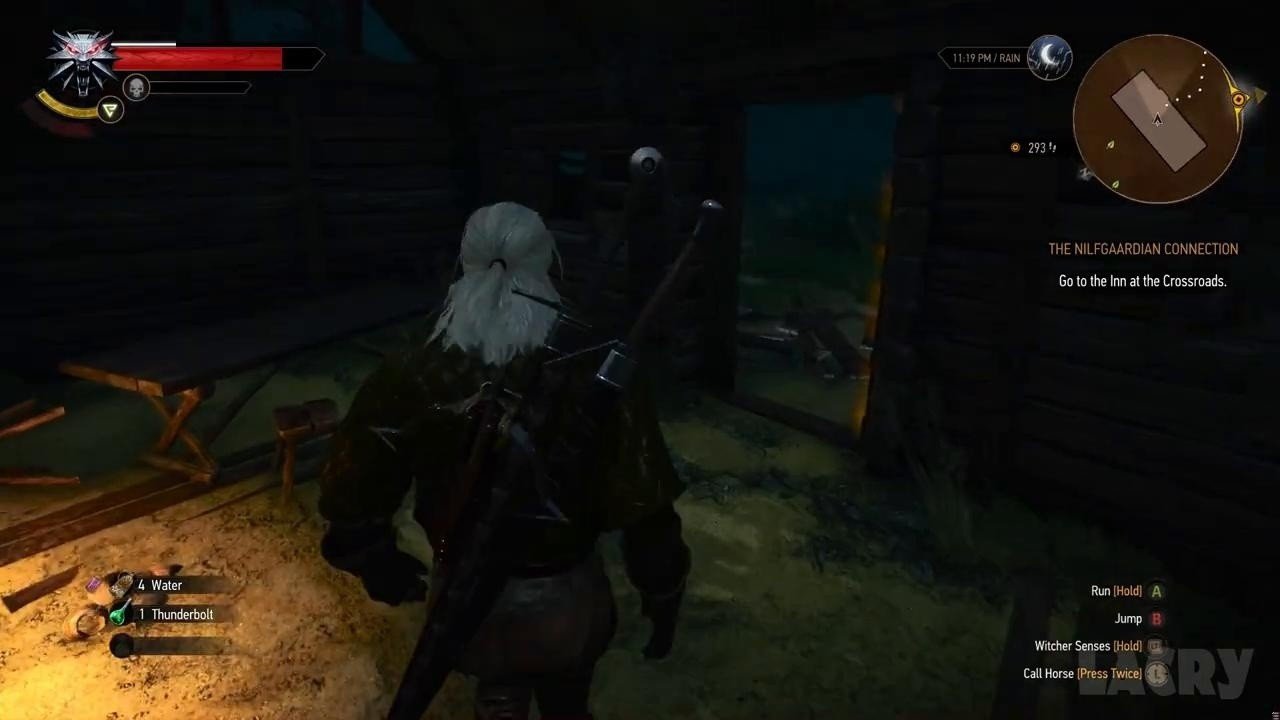 11:19 PM / RAIN
293
THE NILFGAARDIAN CONNECTION
Go to the Inn at the Crossroads.
4 Water
1 Thunderbolt
Run [Hold] A
Jump B
Witcher Senses [Hold]
Call Horse [Press Twice] L